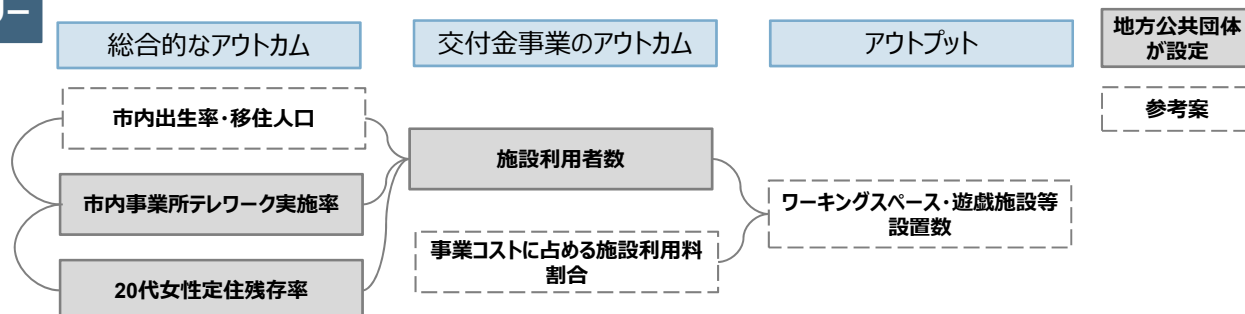 リー
総合的なアウトカム
交付金事業のアウトカム
アウトプット
地方公共団体
が設定
参考案
市内出生率・移住人口
市内事業所テレワーク実施率
20代女性定住残存率
施設利用者数
事業コストに占める施設利用料
割合
ワーキングスペース・遊戯施設等
設置数